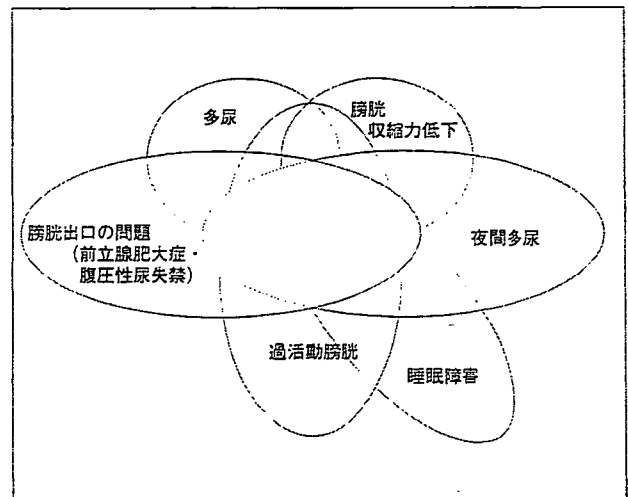 多尿
膀胱
収縮力低下
膀胱出口の問題
(前立腺肥大症・
腹圧性尿失禁)
夜間多尿
過活動膀胱
睡眠障害